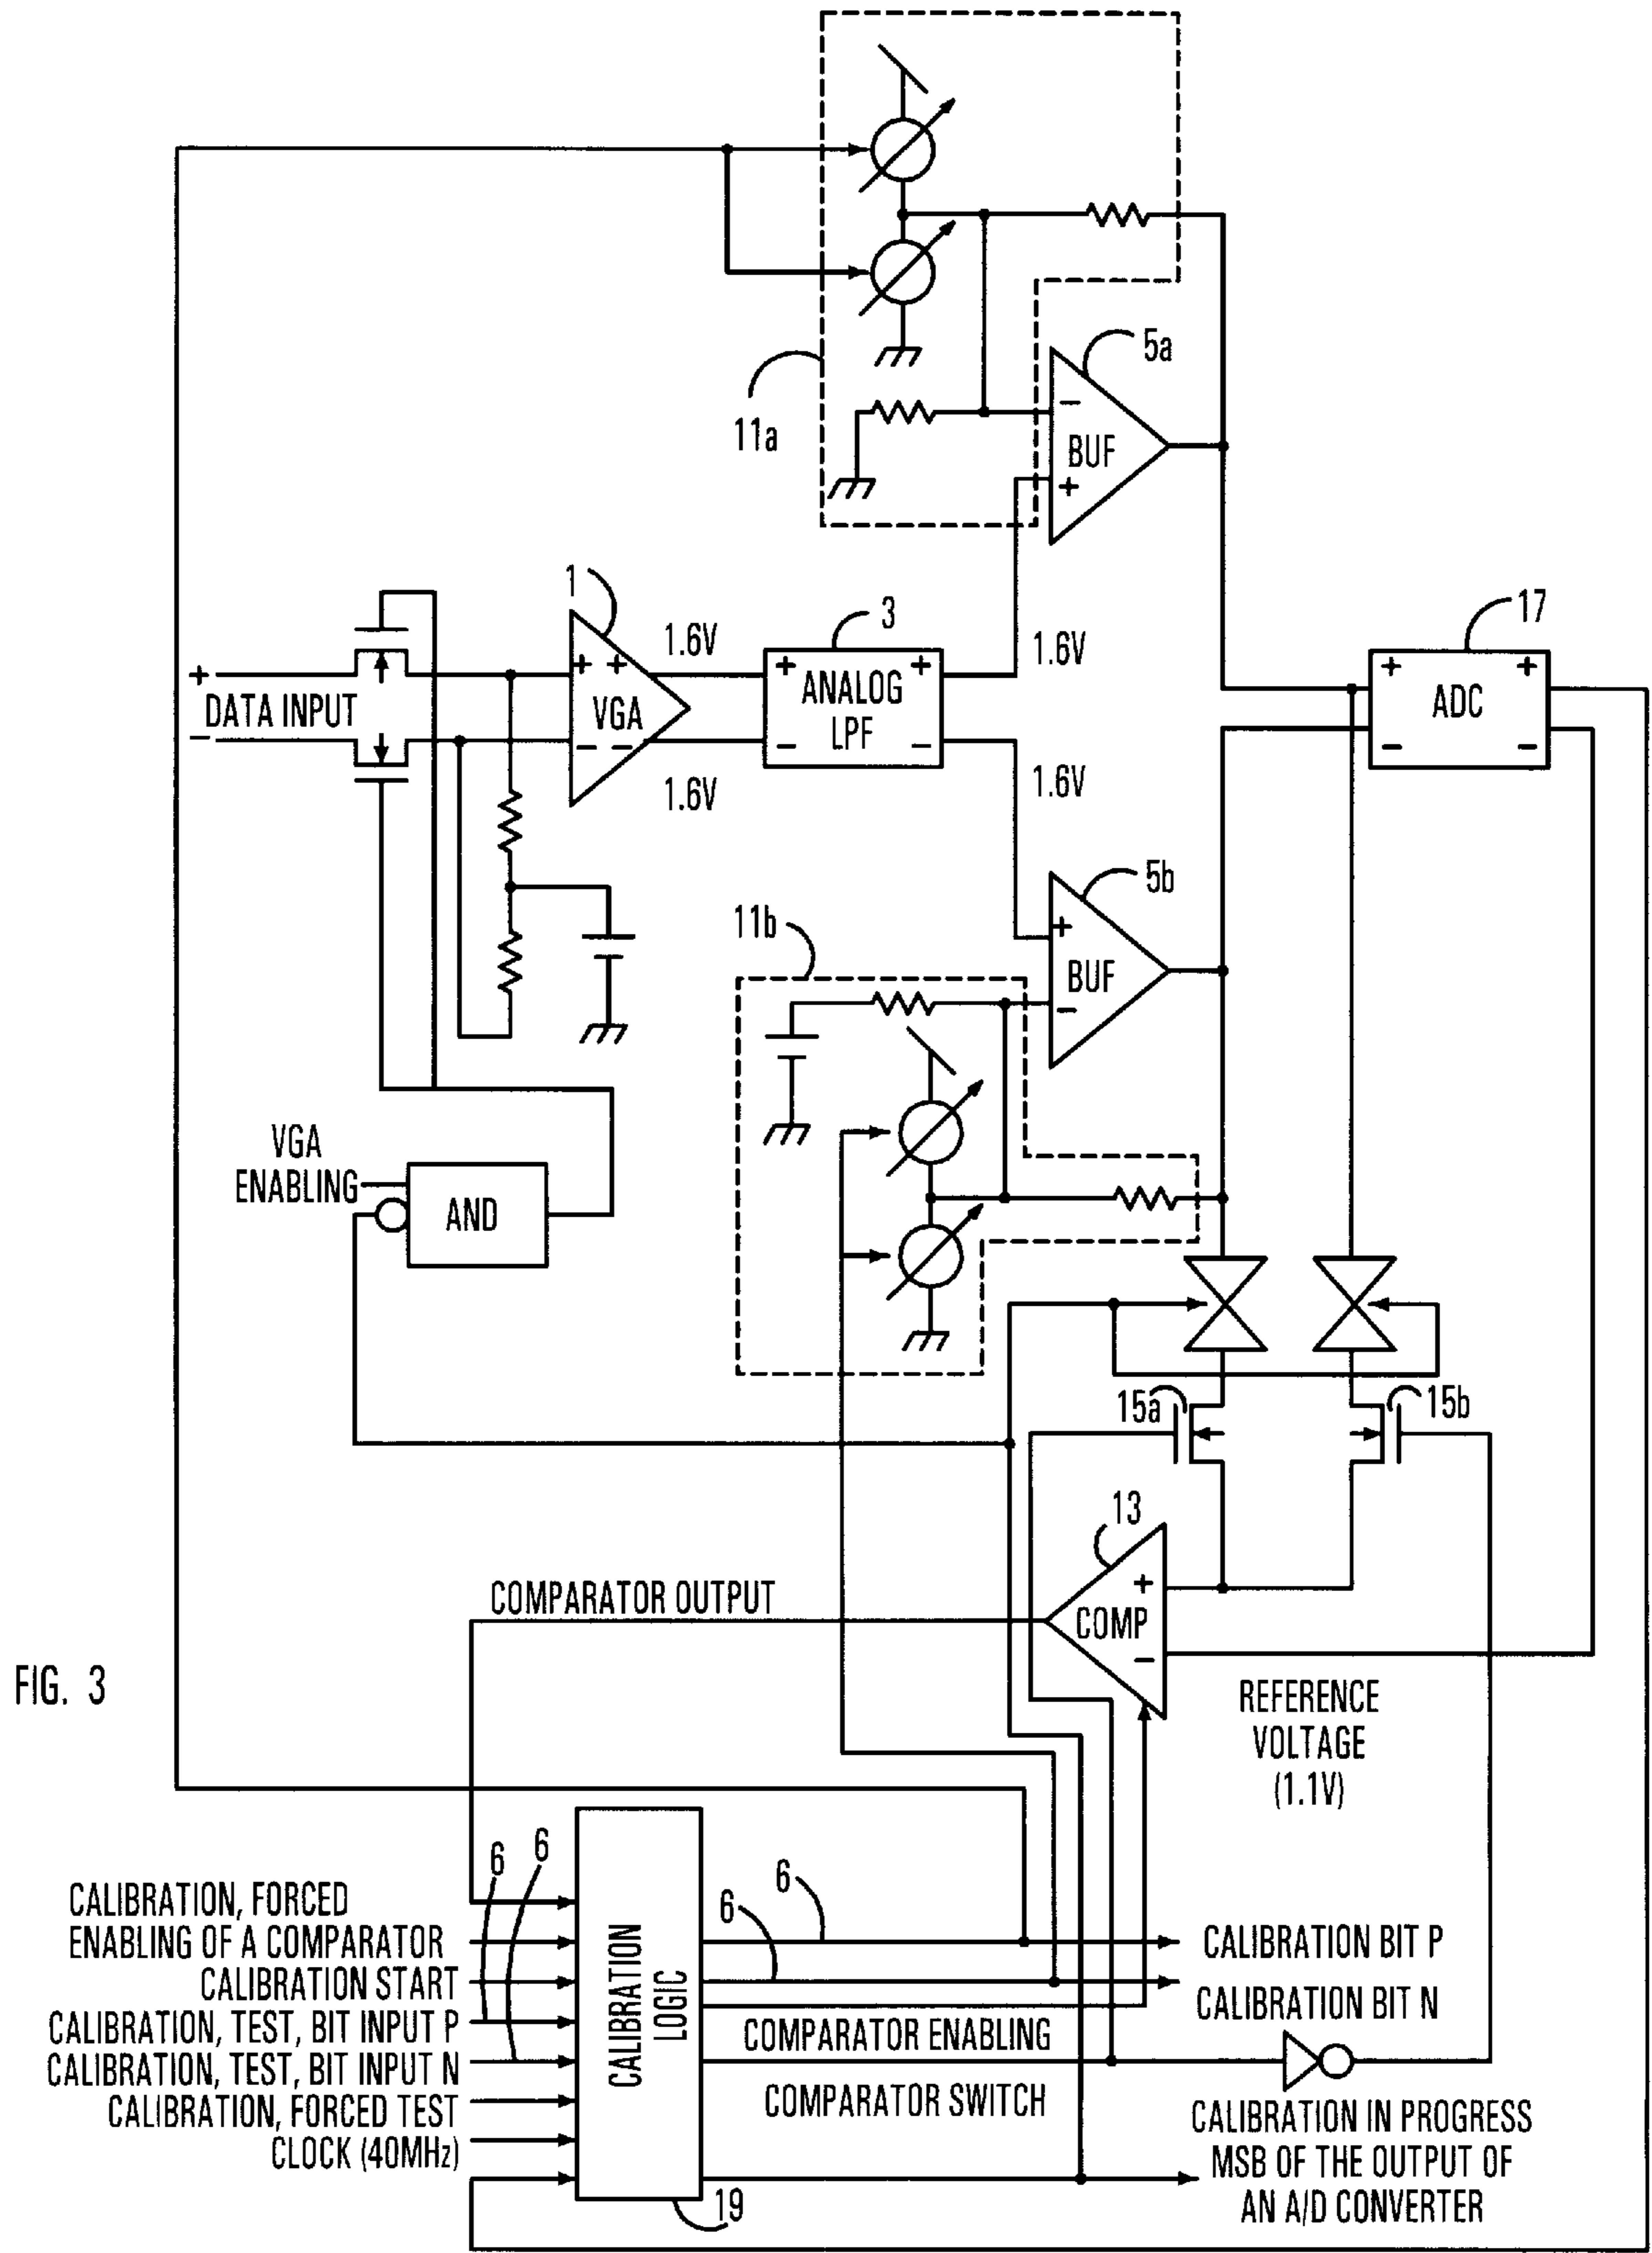 11a
5a
BUF
−
+
1
3
17
1.6V
1.6V
+
DATA INPUT
−
+ +
VGA
− −
+ +
ANALOG
LPF
− −
+ +
ADC
− −
1.6V
1.6V
5b
11b
+
BUF
−
VGA
ENABLING
AND
15a
15b
13
COMPARATOR OUTPUT
+
COMP
−
FIG. 3
REFERENCE
VOLTAGE
(1.1V)
6
6
6
6
CALIBRATION, FORCED
ENABLING OF A COMPARATOR
CALIBRATION START
CALIBRATION, TEST, BIT INPUT P
CALIBRATION, TEST, BIT INPUT N
CALIBRATION, FORCED TEST
CLOCK (40MHz)
CALIBRATION
LOGIC
CALIBRATION BIT P
CALIBRATION BIT N
COMPARATOR ENABLING
COMPARATOR SWITCH
CALIBRATION IN PROGRESS
MSB OF THE OUTPUT OF
AN A/D CONVERTER
19